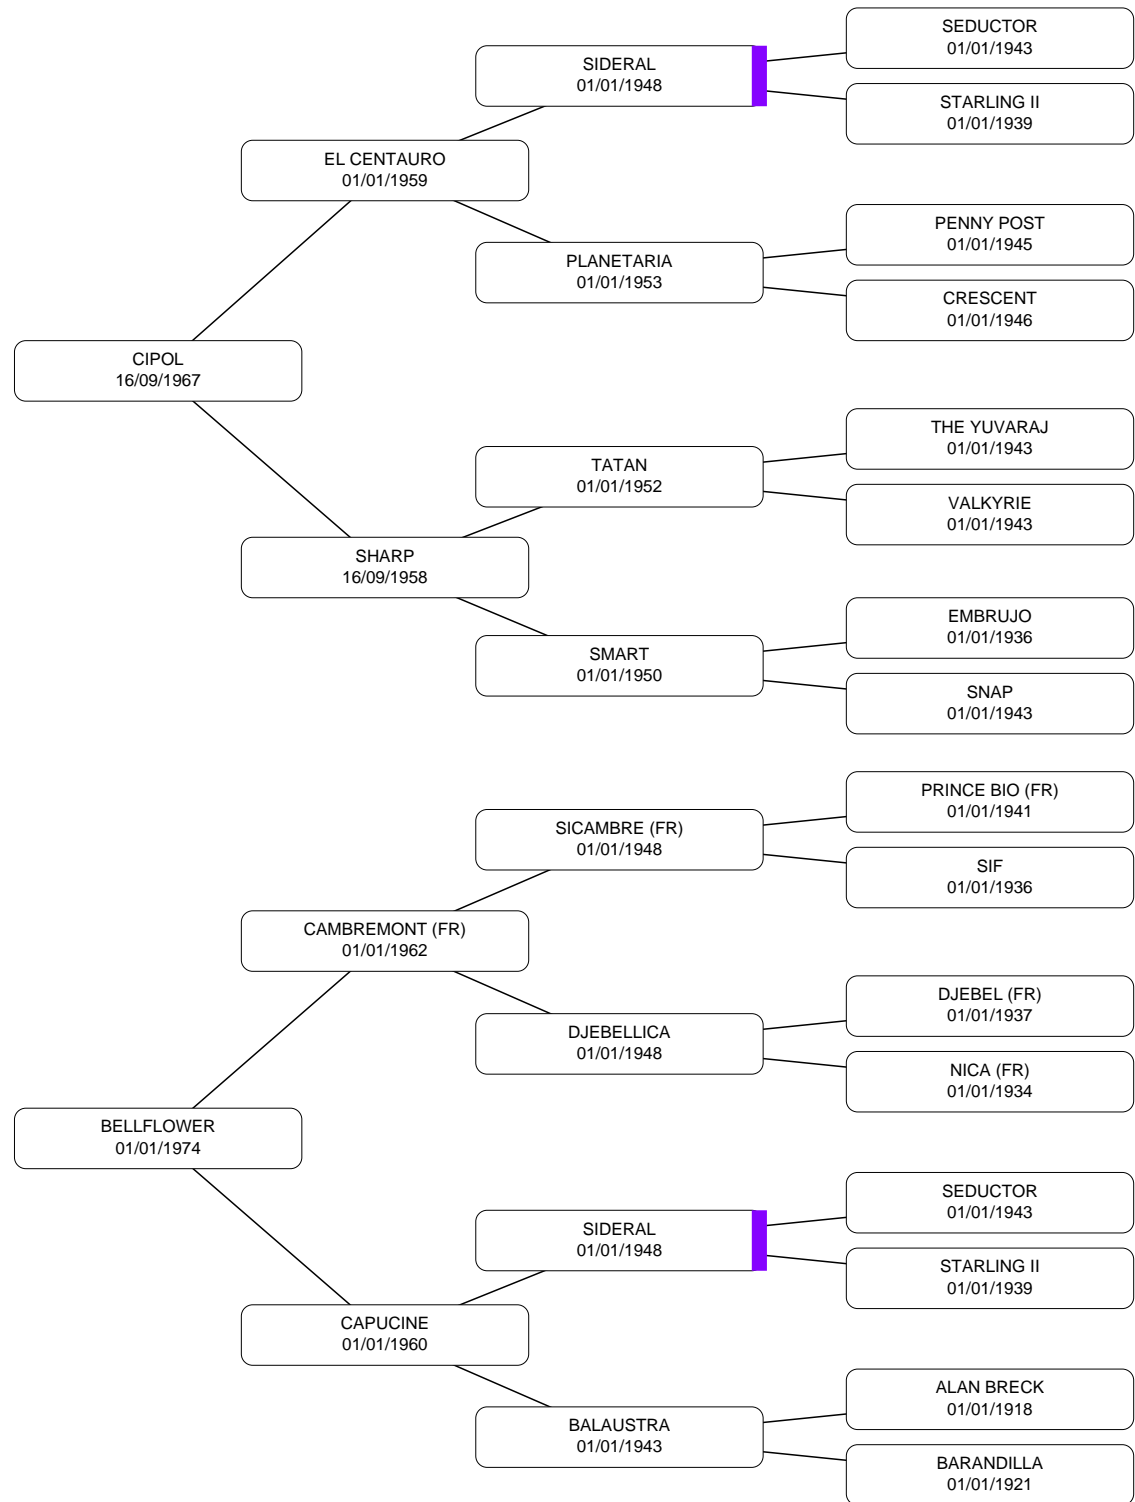 SEDUCTOR
01/01/1943
SIDERAL
01/01/1948
STARLING II
01/01/1939
EL CENTAURO
01/01/1959
PENNY POST
01/01/1945
PLANETARIA
01/01/1953
CRESCENT
01/01/1946
CIPOL
16/09/1967
THE YUVARAJ
01/01/1943
TATAN
01/01/1952
VALKYRIE
01/01/1943
SHARP
16/09/1958
EMBRUJO
01/01/1936
SMART
01/01/1950
SNAP
01/01/1943
PRINCE BIO (FR)
01/01/1941
SICAMBRE (FR)
01/01/1948
SIF
01/01/1936
CAMBREMONT (FR)
01/01/1962
DJEBEL (FR)
01/01/1937
DJEBELLICA
01/01/1948
NICA (FR)
01/01/1934
BELLFLOWER
01/01/1974
SEDUCTOR
01/01/1943
SIDERAL
01/01/1948
STARLING II
01/01/1939
CAPUCINE
01/01/1960
ALAN BRECK
01/01/1918
BALAUSTRA
01/01/1943
BARANDILLA
01/01/1921